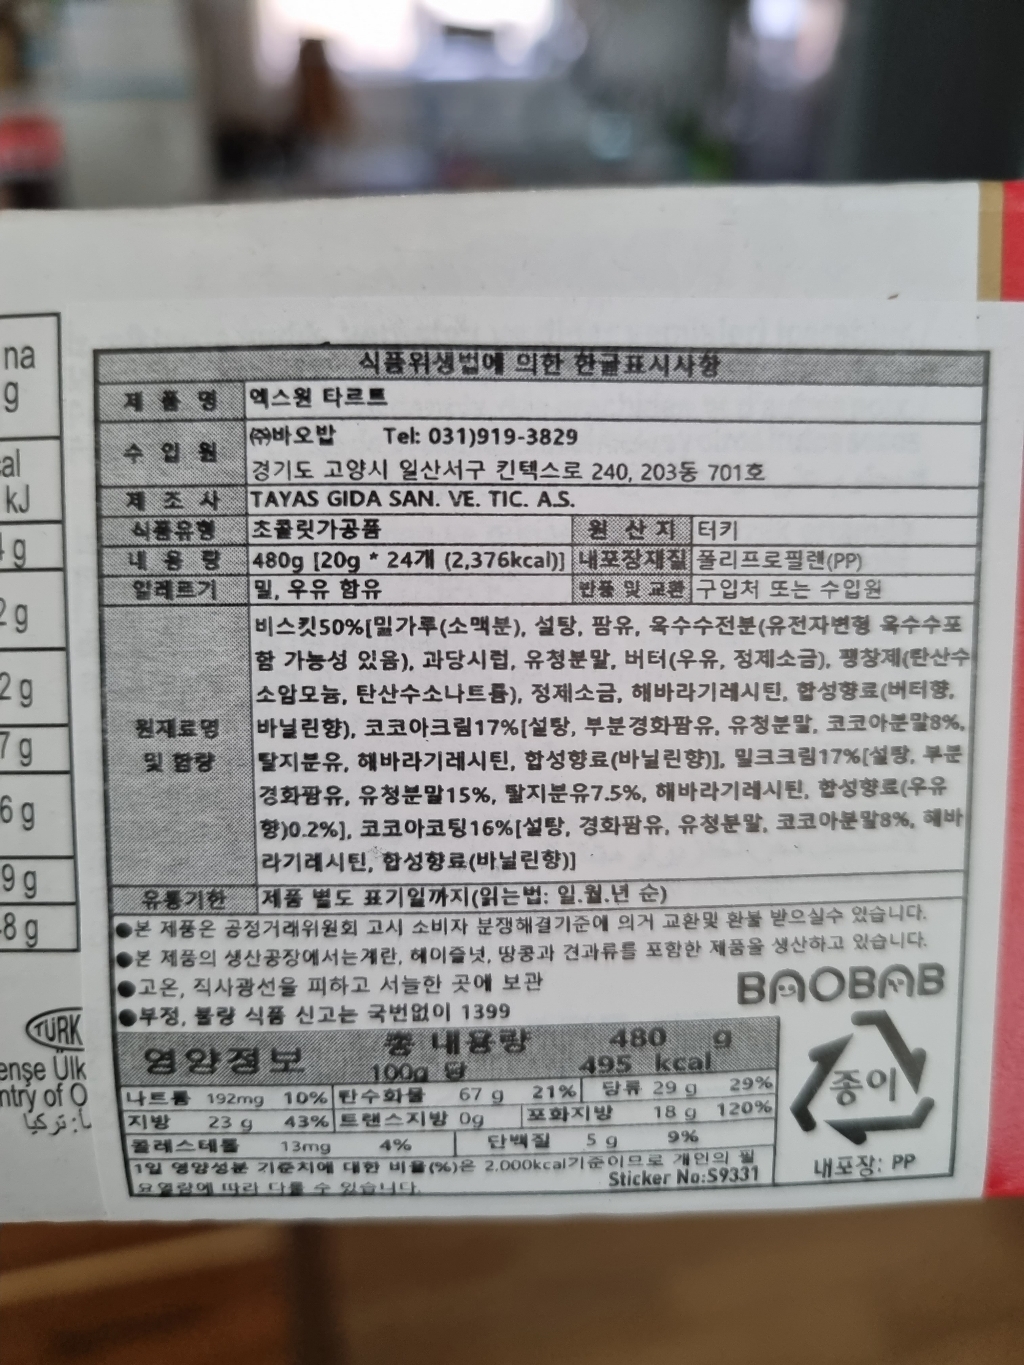 na
g
cal
kJ
g
2 g
2 g
7 g
6 g
9 g
8 g
TÜRK
Ülk
ntry of O
식품위생법에 의한 한글표시사항
제 품 명 엑스원 타르트
수 입 원 ㈜바오밥 Tel: 031)919-3829
경기도 고양시 일산서구 킨텍스로 240, 203동 701호
제 조 사 TAYAS GIDA SAN. VE. TIC. A.S.
식품유형 초콜릿가공품 원 산 지 터키
내 용 량 480g [20g * 24개 (2,376kcal)] 내포장재질 폴리프로필렌(PP)
알레르기 밀, 우유 함유 반품 및 교환 구입처 또는 수입원
원재료명 및 함량
비스킷50%[밀가루(소맥분), 설탕, 팜유, 옥수수전분(유전자변형 옥수수포
함 가능성 있음), 과당시럽, 유청분말, 버터(우유, 정제소금), 팽창제(탄산수
소암모늄, 탄산수소나트륨), 정제소금, 해바라기레시틴, 합성향료(버터향,
바닐린향), 코코아크림17%[설탕, 부분경화팜유, 유청분말, 코코아분말8%,
탈지분유, 해바라기레시틴, 합성향료(바닐린향)], 밀크크림17%[설탕, 부분
경화팜유, 유청분말15%, 탈지분유7.5%, 해바라기레시틴, 합성향료(우유
향)0.2%], 코코아코팅16%[설탕, 경화팜유, 유청분말, 코코아분말8%, 해바
라기레시틴, 합성향료(바닐린향)]
유통기한 제품 별도 표기일까지(읽는법: 일.월.년 순)
●본 제품은 공정거래위원회 고시 소비자 분쟁해결기준에 의거 교환및 환불 받으실수 있습니다.
●본 제품의 생산공장에서는계란, 헤이즐넛, 땅콩과 견과류를 포함한 제품을 생산하고 있습니다.
●고온, 직사광선을 피하고 서늘한 곳에 보관
●부정, 불량 식품 신고는 국번없이 1399
BAOBAB
영양정보 총 내용량 480 g
100g 당 495 kcal
나트륨 192mg 10% 탄수화물 67 g 21% 당류 29 g 29%
지방 23 g 43% 트랜스지방 0g 포화지방 18 g 120%
콜레스테롤 13mg 4% 단백질 5 g 9%
1일 영양성분 기준치에 대한 비율(%)은 2,000kcal기준이므로 개인의 필
요열량에 따라 다를 수 있습니다.
Sticker No:S9331
종이
내포장: PP